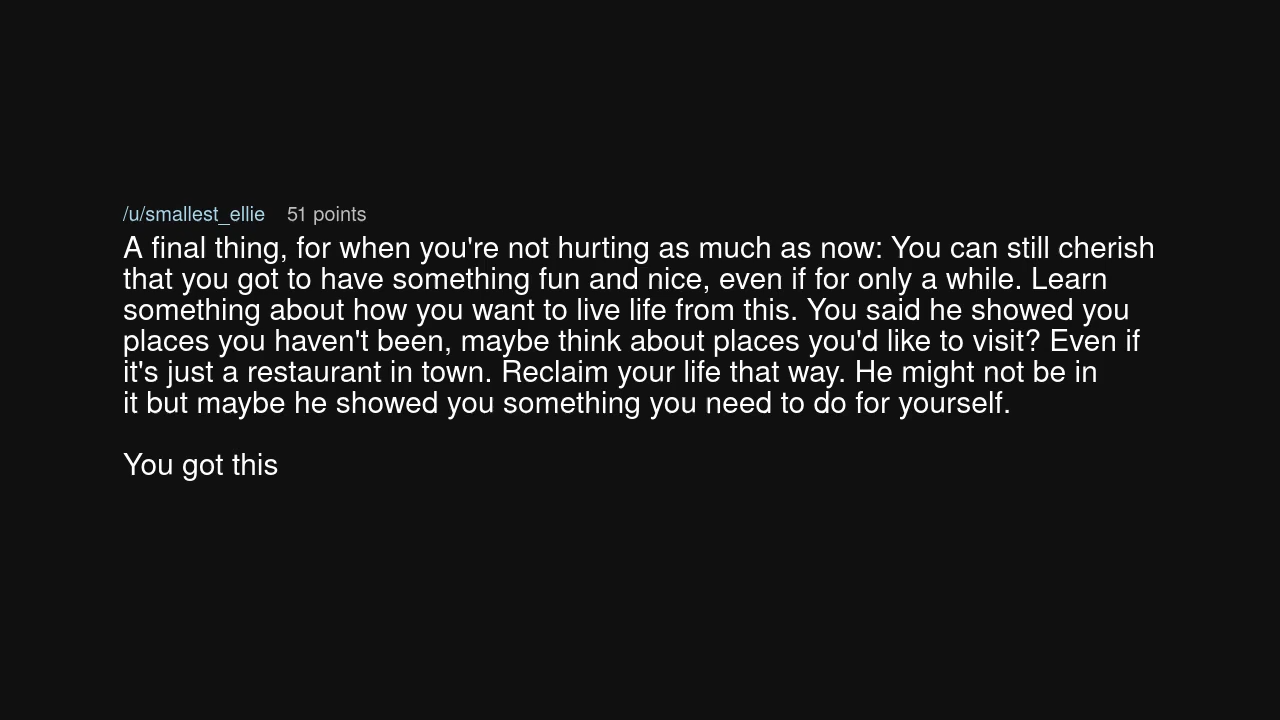 /u/smallest_ellie 51 points
A final thing, for when you're not hurting as much as now: You can still cherish
that you got to have something fun and nice, even if for only a while. Learn
something about how you want to live life from this. You said he showed you
places you haven't been, maybe think about places you'd like to visit? Even if
it's just a restaurant in town. Reclaim your life that way. He might not be in
it but maybe he showed you something you need to do for yourself.
You got this